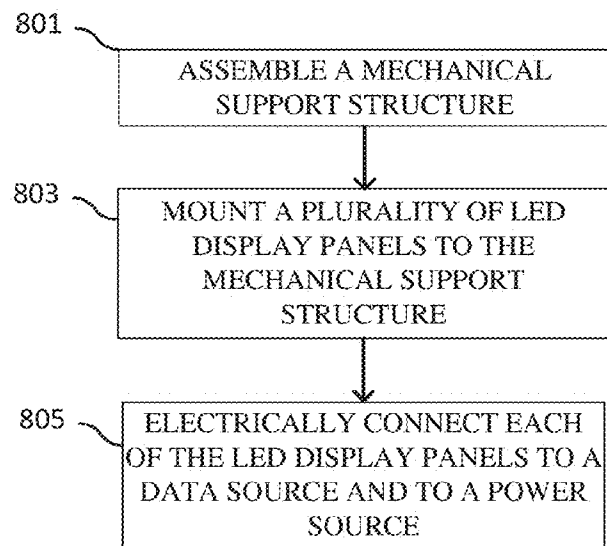 801
ASSEMBLE A MECHANICAL
SUPPORT STRUCTURE
803
MOUNT A PLURALITY OF LED
DISPLAY PANELS TO THE
MECHANICAL SUPPORT
STRUCTURE
805
ELECTRICALLY CONNECT EACH
OF THE LED DISPLAY PANELS TO A
DATA SOURCE AND TO A POWER
SOURCE